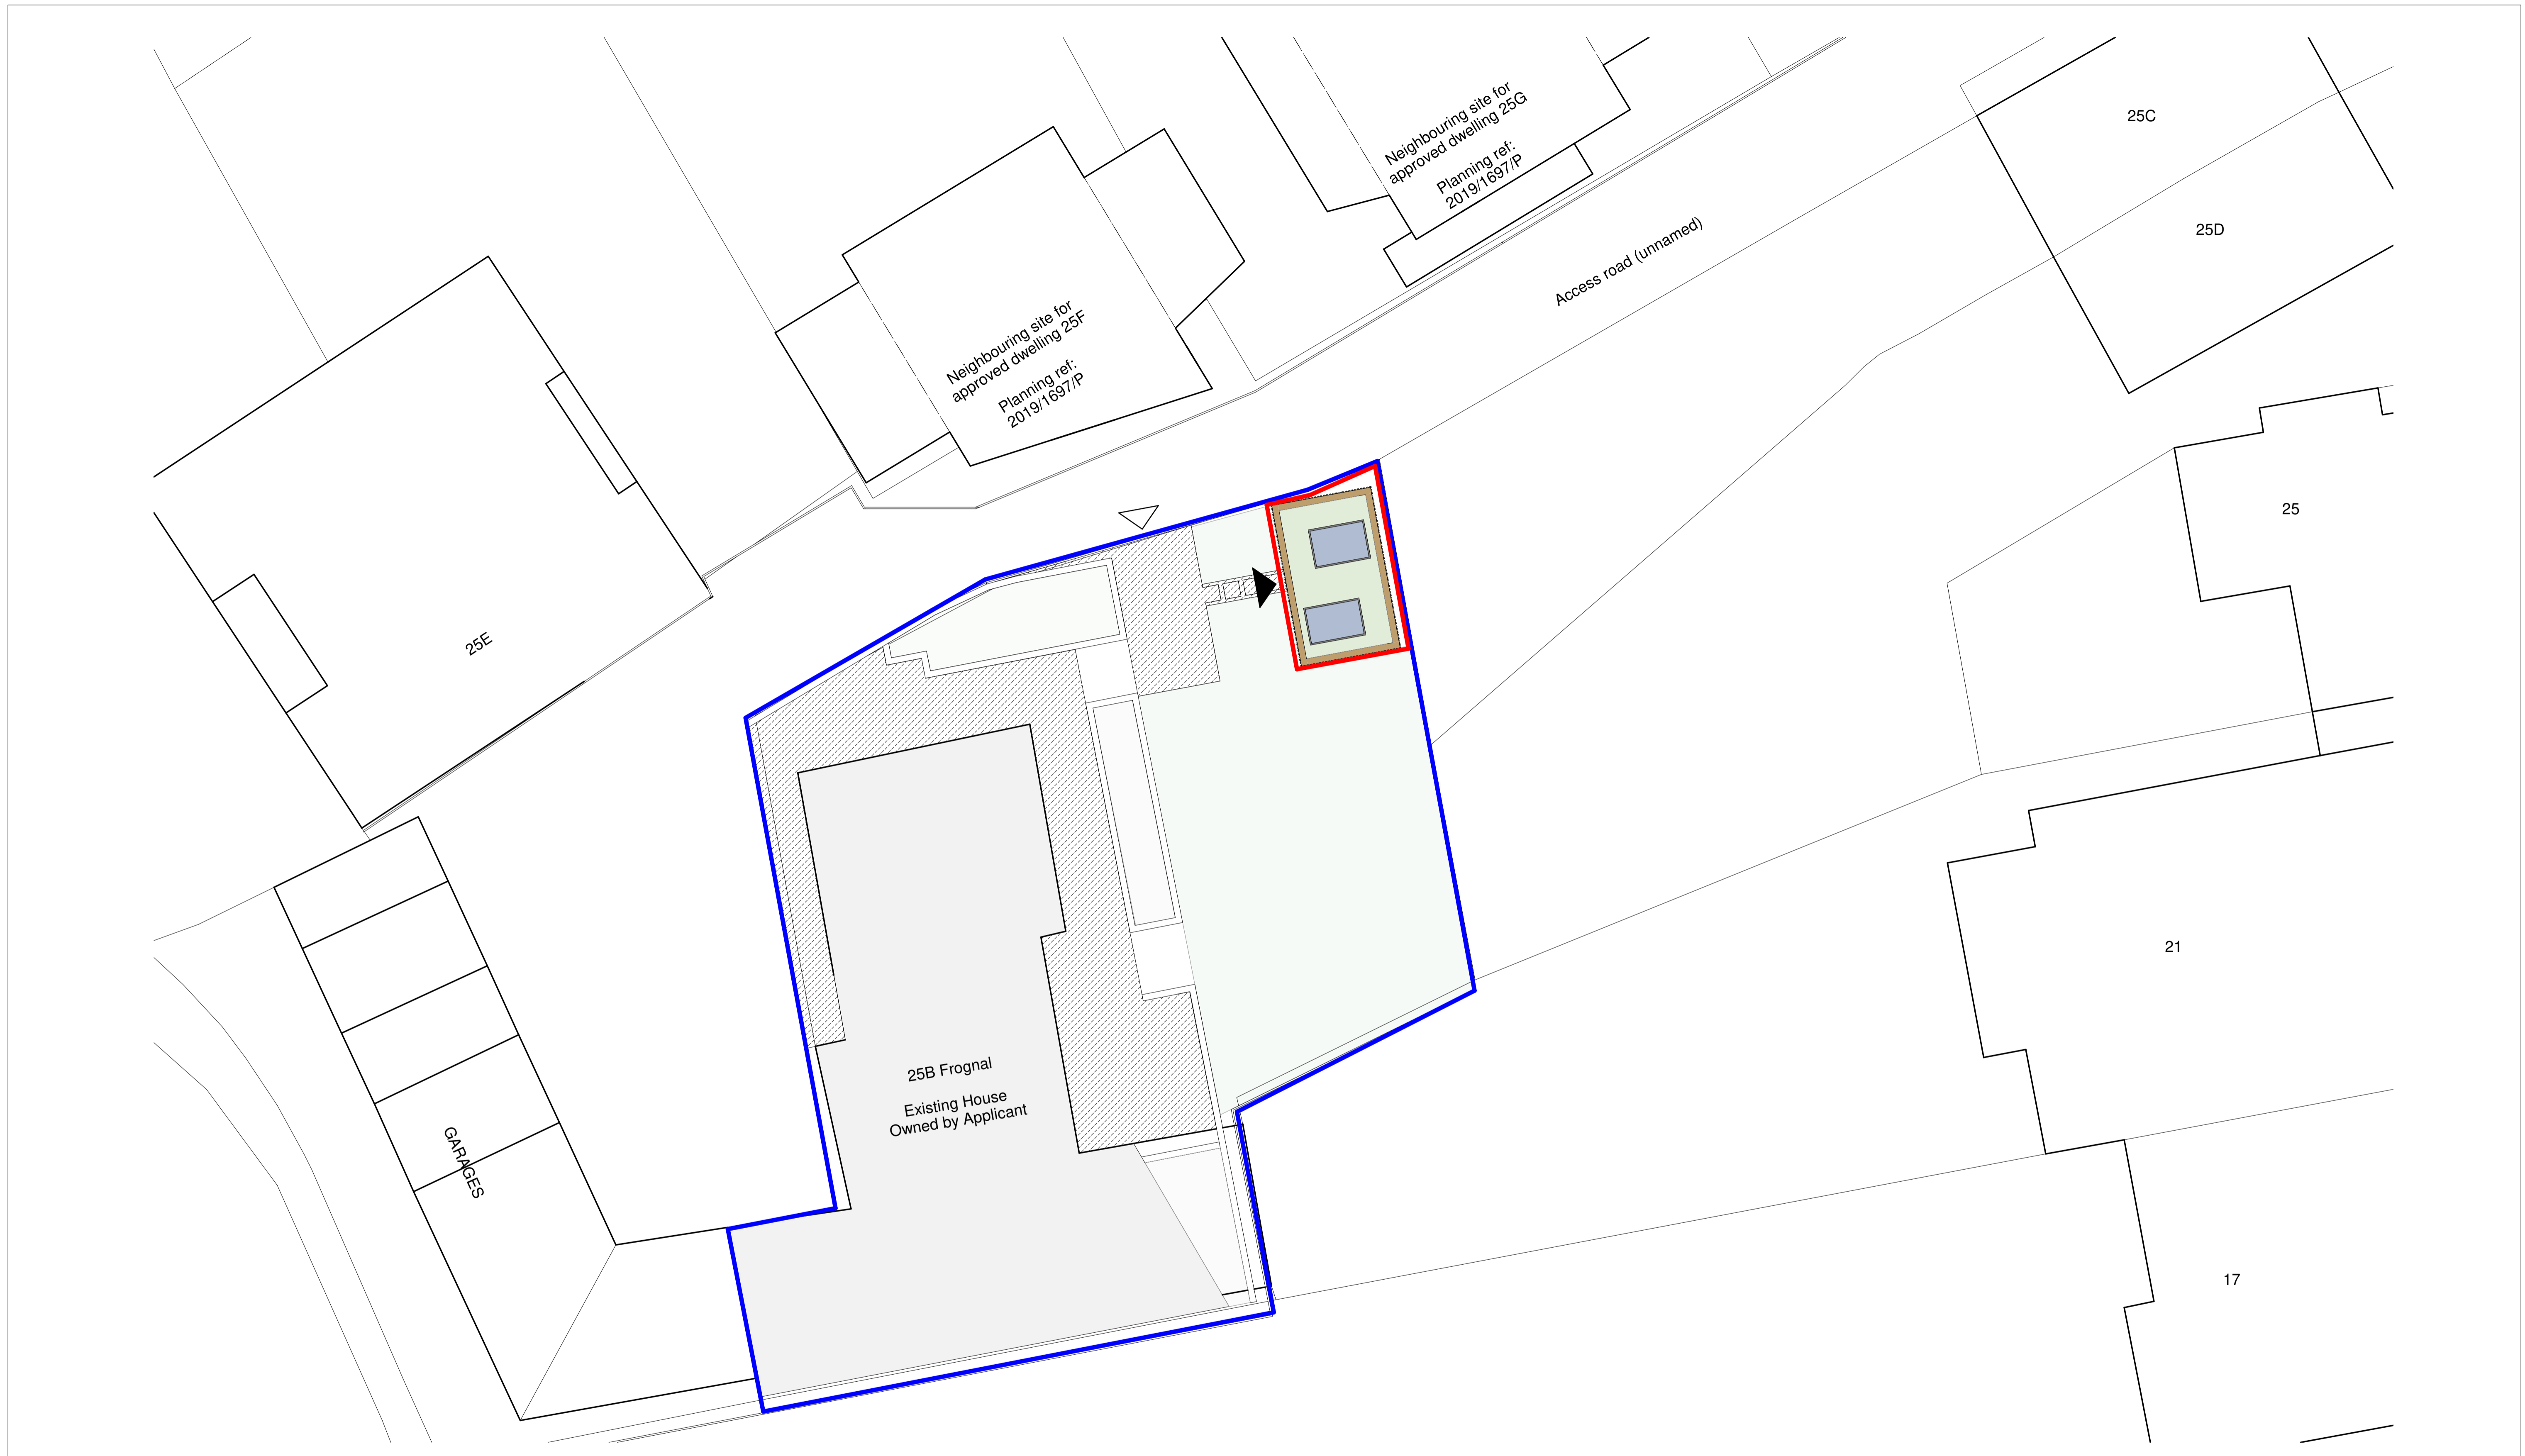 Neighbouring site for
approved dwelling 25G
Planning ref:
2019/1697/P
25C
25D
Access road (unnamed)
Neighbouring site for
approved dwelling 25F
Planning ref:
2019/1697/P
25
25E
21
25B Frognal
Existing House
Owned by Applicant
GARAGES
17